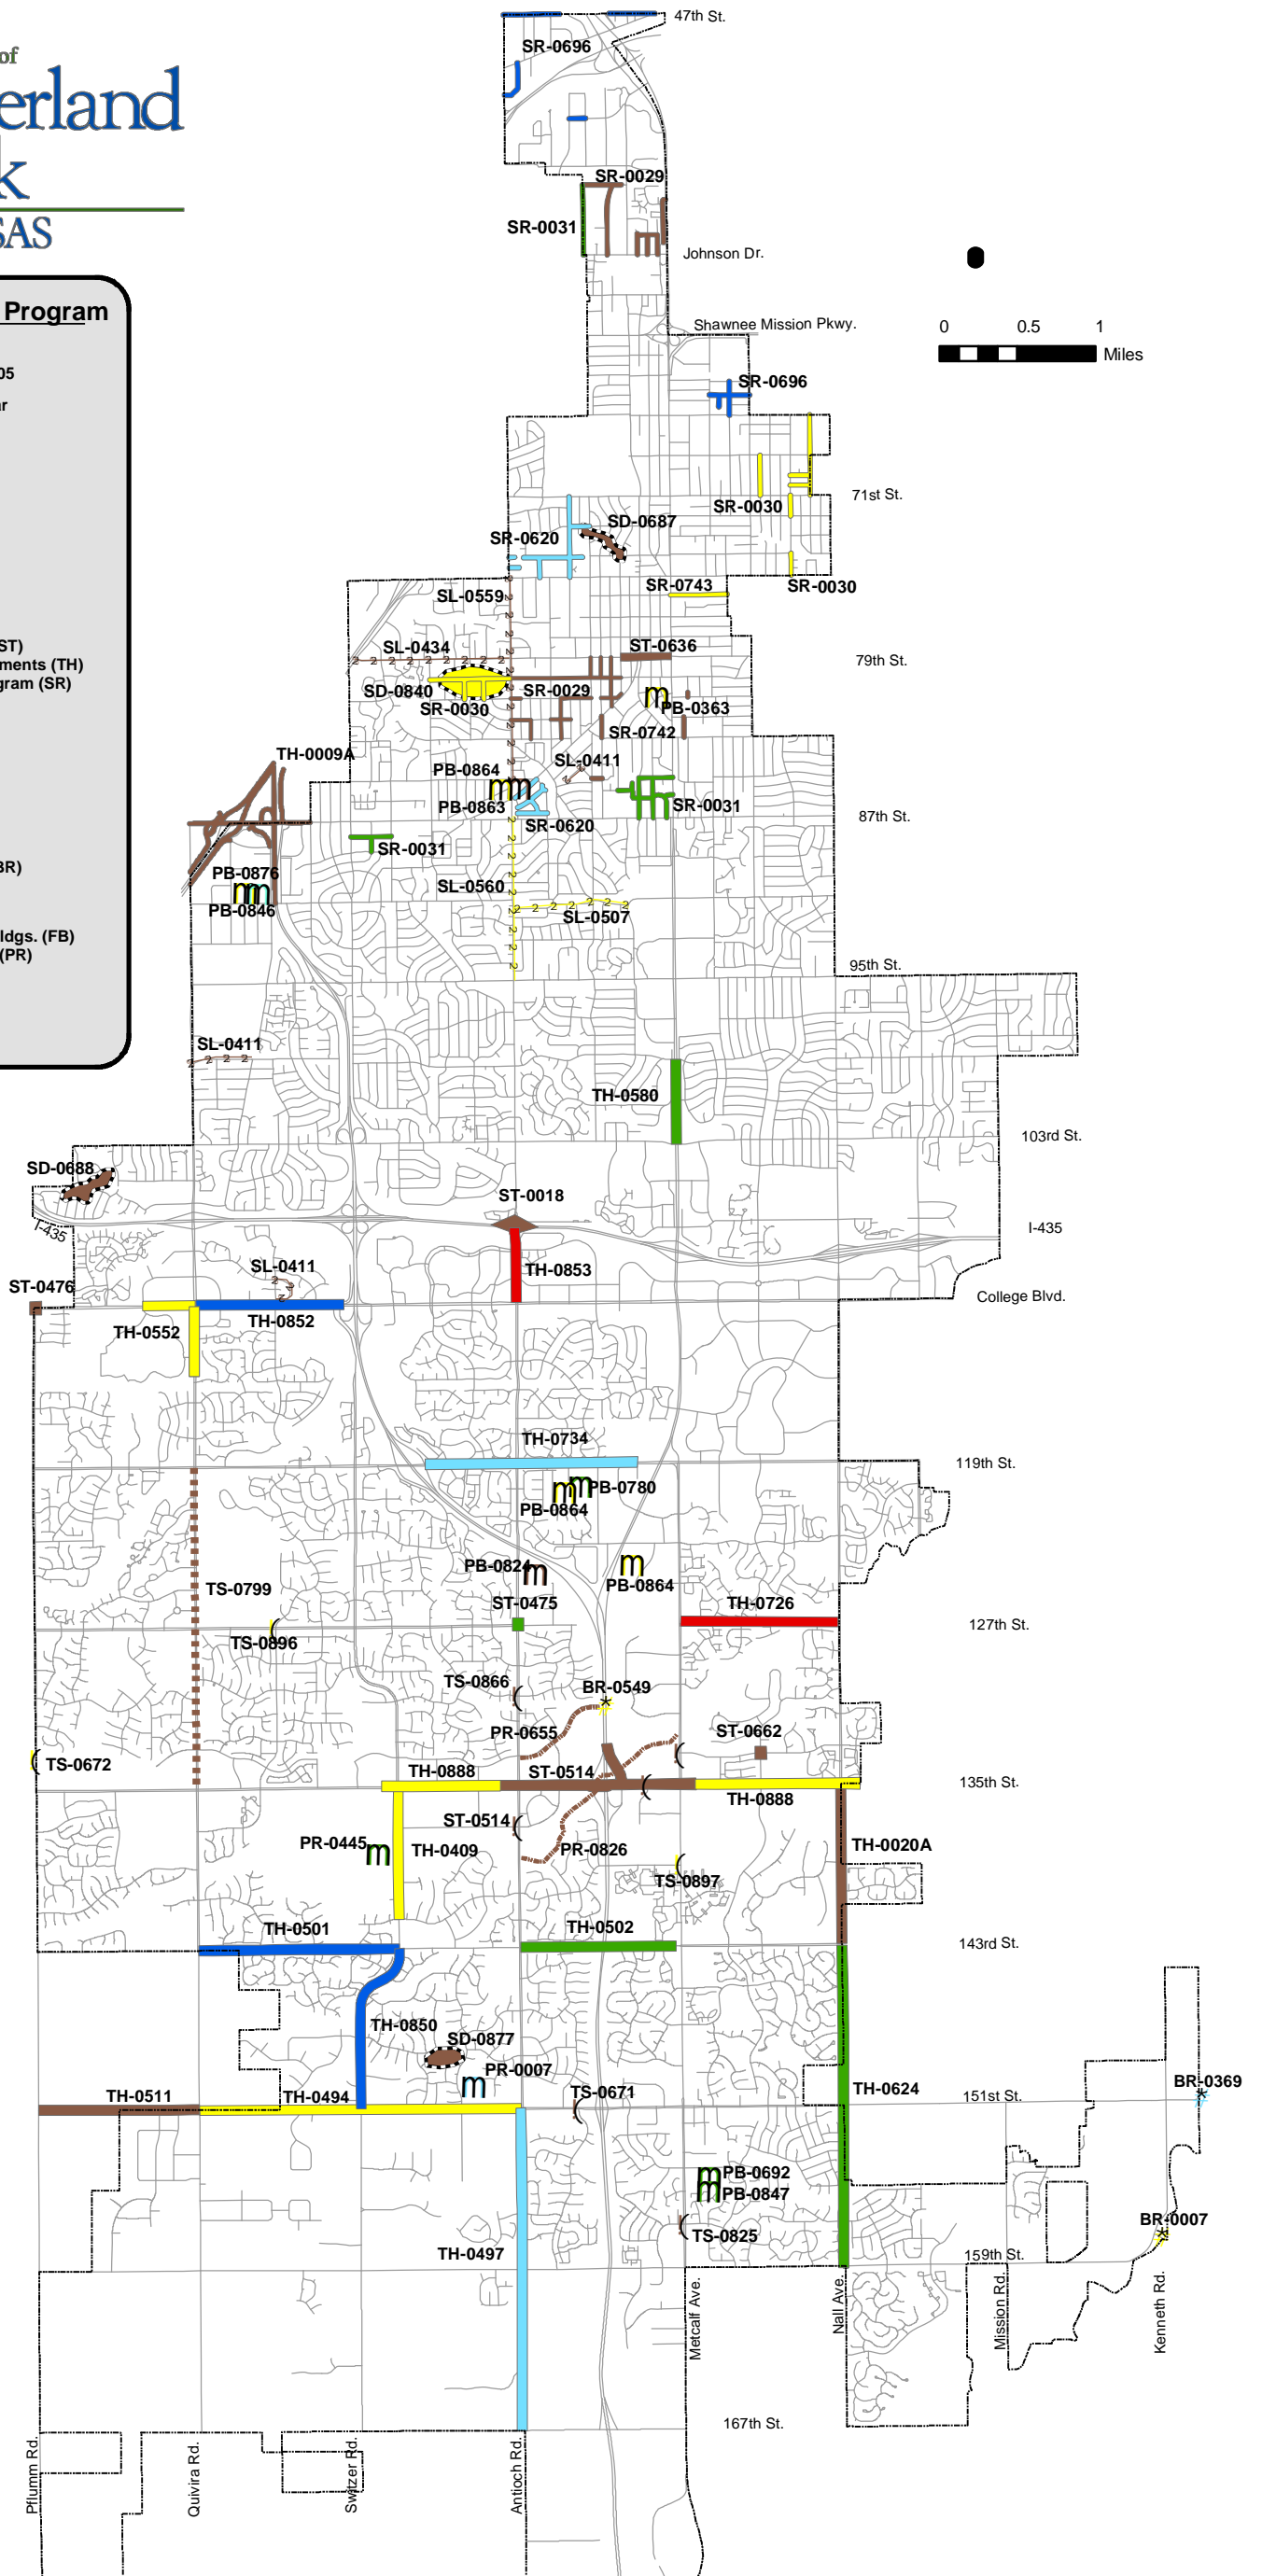 of
erland
k
SAS
Program
05
ar
ST)
ments (TH)
gram (SR)
BR)
ldgs. (FB)
(PR)
47th St.
SR-0696
SR-0029
SR-0031
Johnson Dr.
Shawnee Mission Pkwy.
0 0.5 1
Miles
SR-0696
71st St.
SR-0030
SD-0687
SR-0620
SR-0743
SR-0030
SL-0559
SL-0434
ST-0636
79th St.
SD-0840
SR-0029
SR-0030
PB-0363
SR-0742
TH-0009A
SL-0411
PB-0864
PB-0863
SR-0031
87th St.
SR-0620
SR-0031
PB-0876
SL-0560
PB-0846
SL-0507
95th St.
SL-0411
TH-0580
103rd St.
SD-0688
ST-0018
I-435
I-435
SL-0411
TH-0853
ST-0476
College Blvd.
TH-0552
TH-0852
TH-0734
119th St.
PB-0780
PB-0864
PB-0824
PB-0864
TS-0799
ST-0475
TH-0726
127th St.
TS-0896
TS-0866
BR-0549
PR-0655
ST-0662
TS-0672
TH-0888
ST-0514
135th St.
TH-0888
ST-0514
PR-0445
TH-0409
PR-0826
TH-0020A
TS-0897
TH-0501
TH-0502
143rd St.
TH-0850
SD-0877
PR-0007
BR-0369
TH-0511
TH-0494
TS-0671
TH-0624
151st St.
PB-0692
PB-0847
BR-0007
TS-0825
TH-0497
159th St.
Metcalf Ave.
Nall Ave.
Mission Rd.
Kenneth Rd.
167th St.
Pflumm Rd.
Quivira Rd.
Switzer Rd.
Antioch Rd.